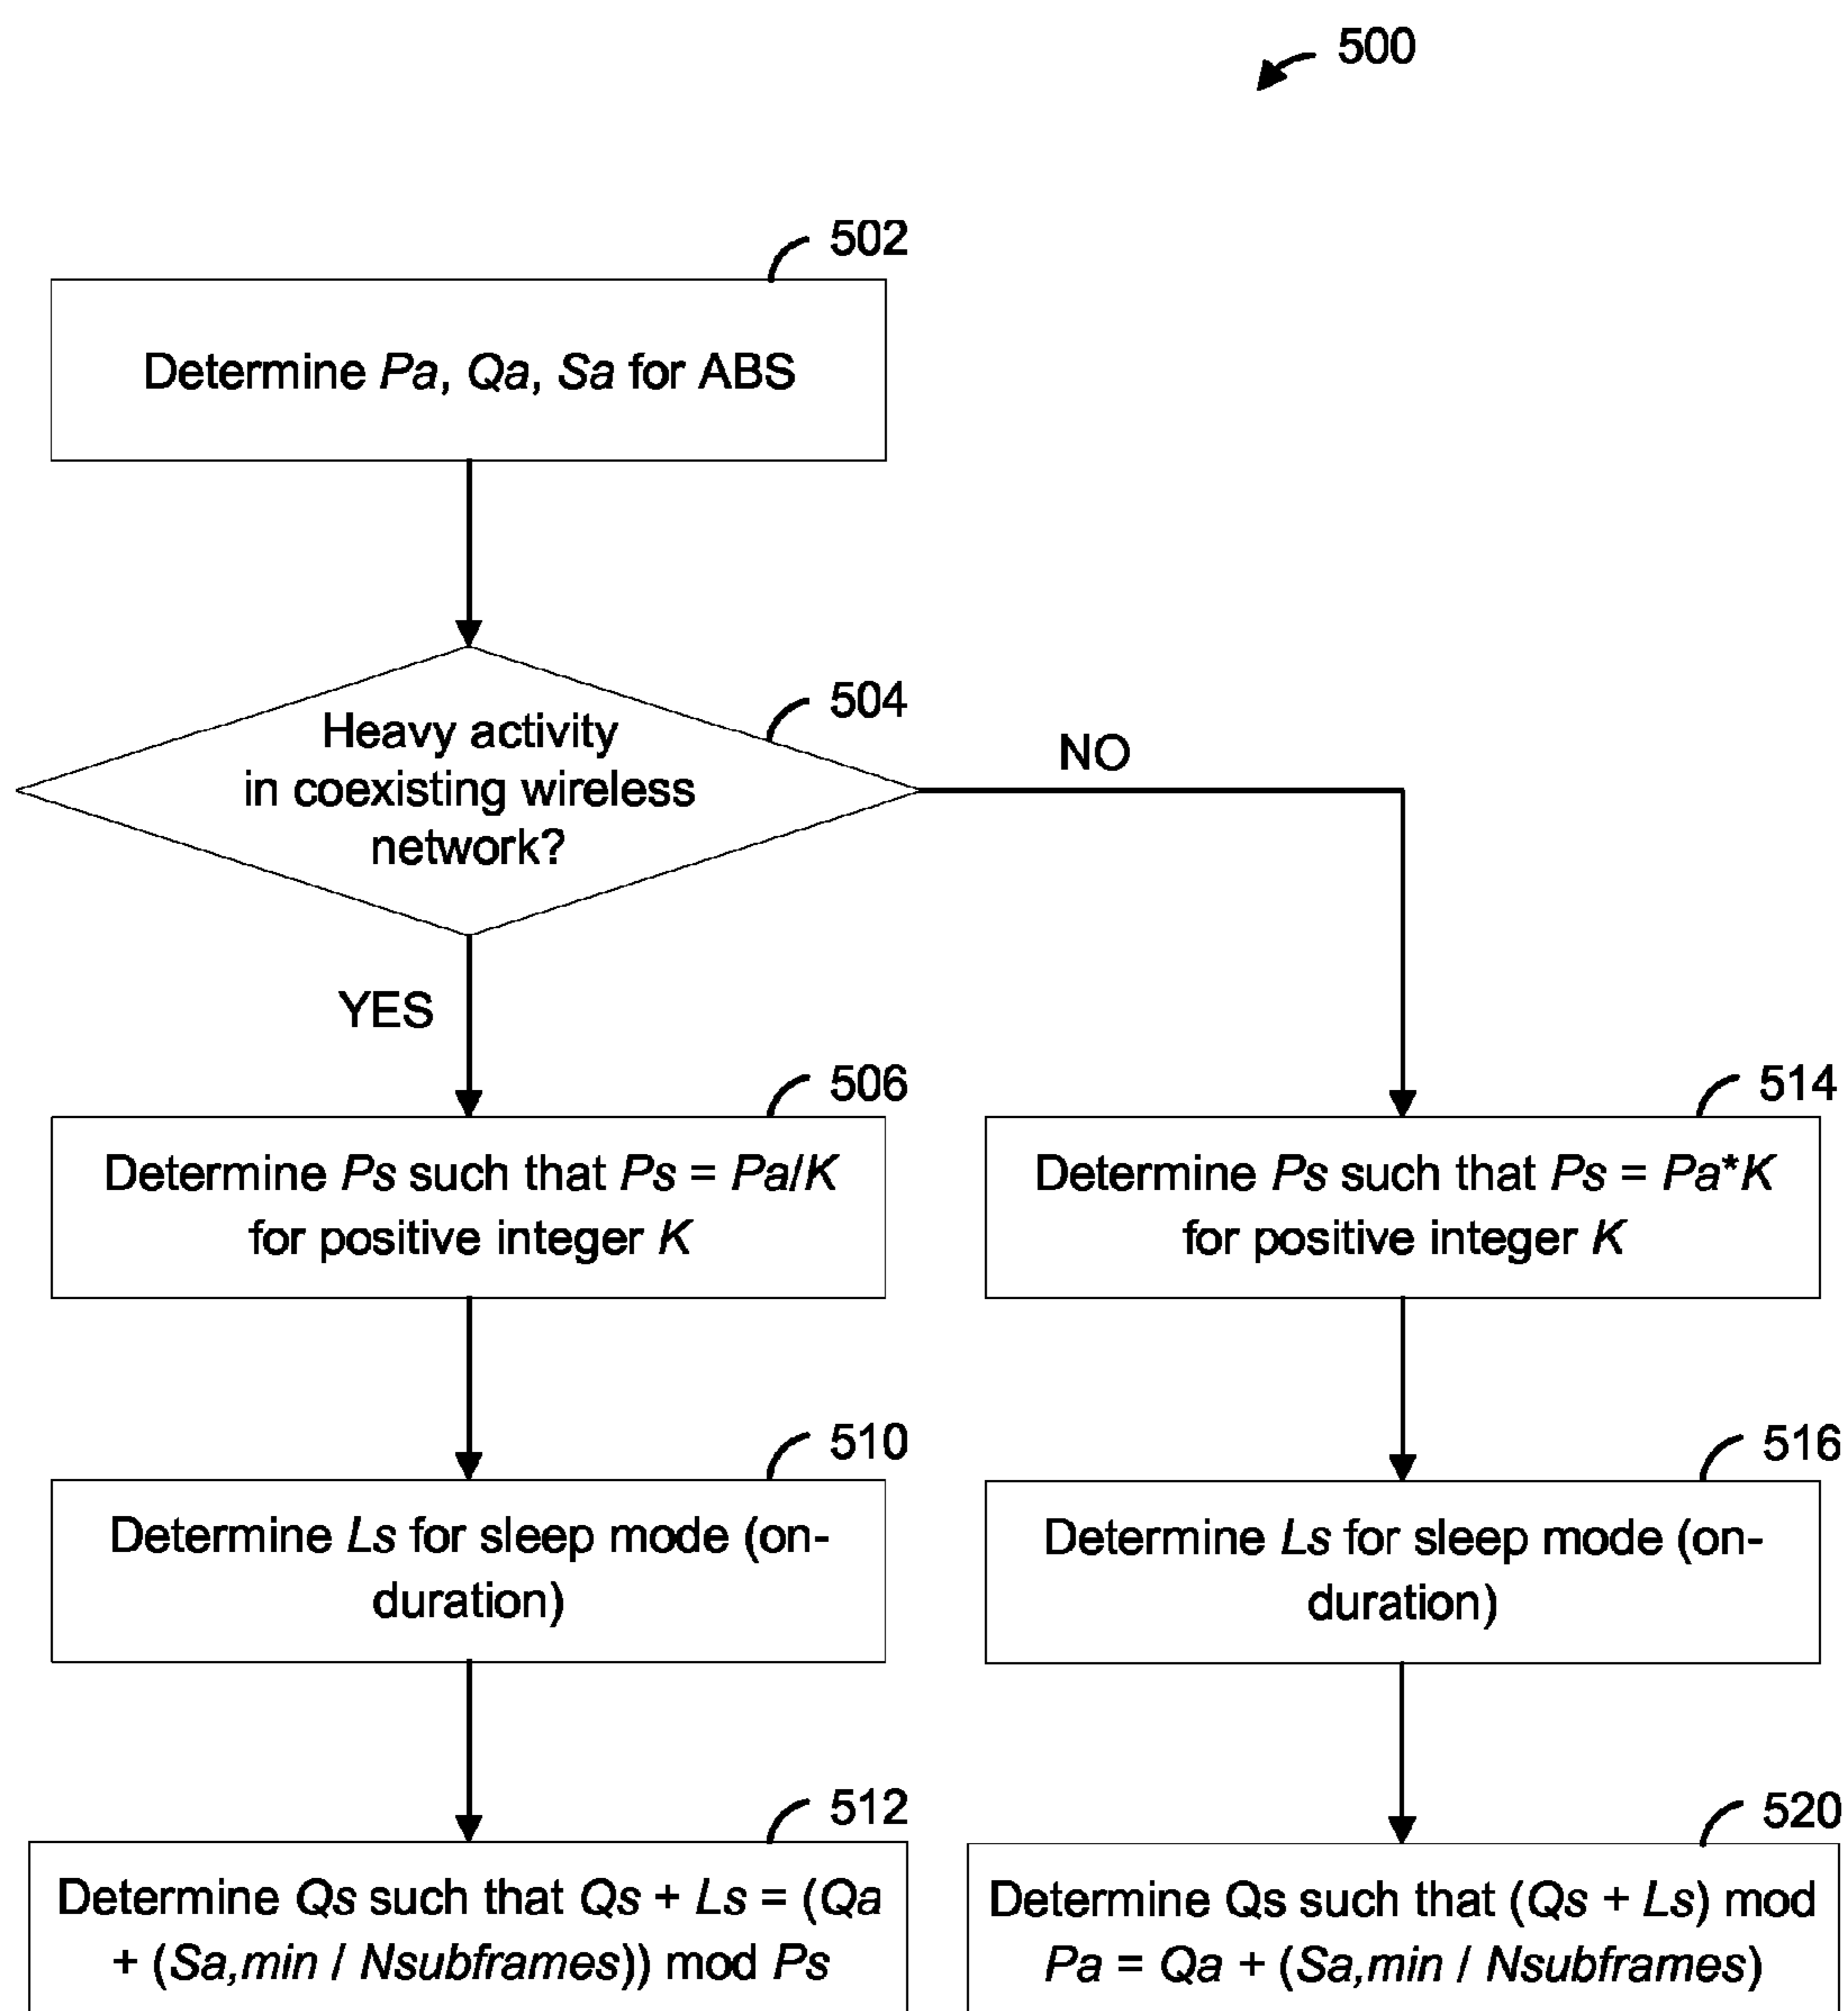 500
502
Determine Pa, Qa, Sa for ABS
504
Heavy activity
in coexisting wireless
network?
NO
YES
506
Determine Ps such that Ps = Pa/K
for positive integer K
514
Determine Ps such that Ps = Pa*K
for positive integer K
510
Determine Ls for sleep mode (on-
duration)
516
Determine Ls for sleep mode (on-
duration)
512
Determine Qs such that Qs + Ls = (Qa
+ (Sa,min / Nsubframes)) mod Ps
520
Determine Qs such that (Qs + Ls) mod
Pa = Qa + (Sa,min / Nsubframes)